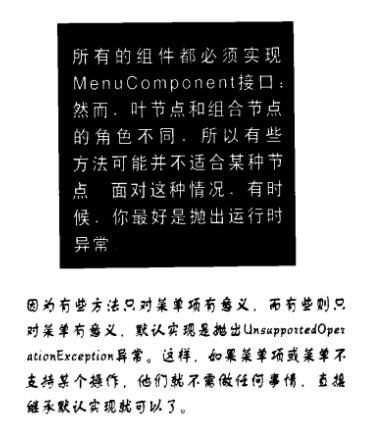 所有的组件都必须实现
MenuComponent接口；
然而，叶节点和组合节点
的角色不同，所以有些
方法可能并不适合某种节
点 面对这种情况，有时
候，你最好是抛出运行时
异常
因为有些方法只对菜单项有意义，而有些则只
对菜单有意义，默认实现是抛出UnsupportedOper
ationException异常。这样，如果菜单项或菜单不
支持某个操作，他们就不需做任何事情，直接
继承默认实现就可以了。